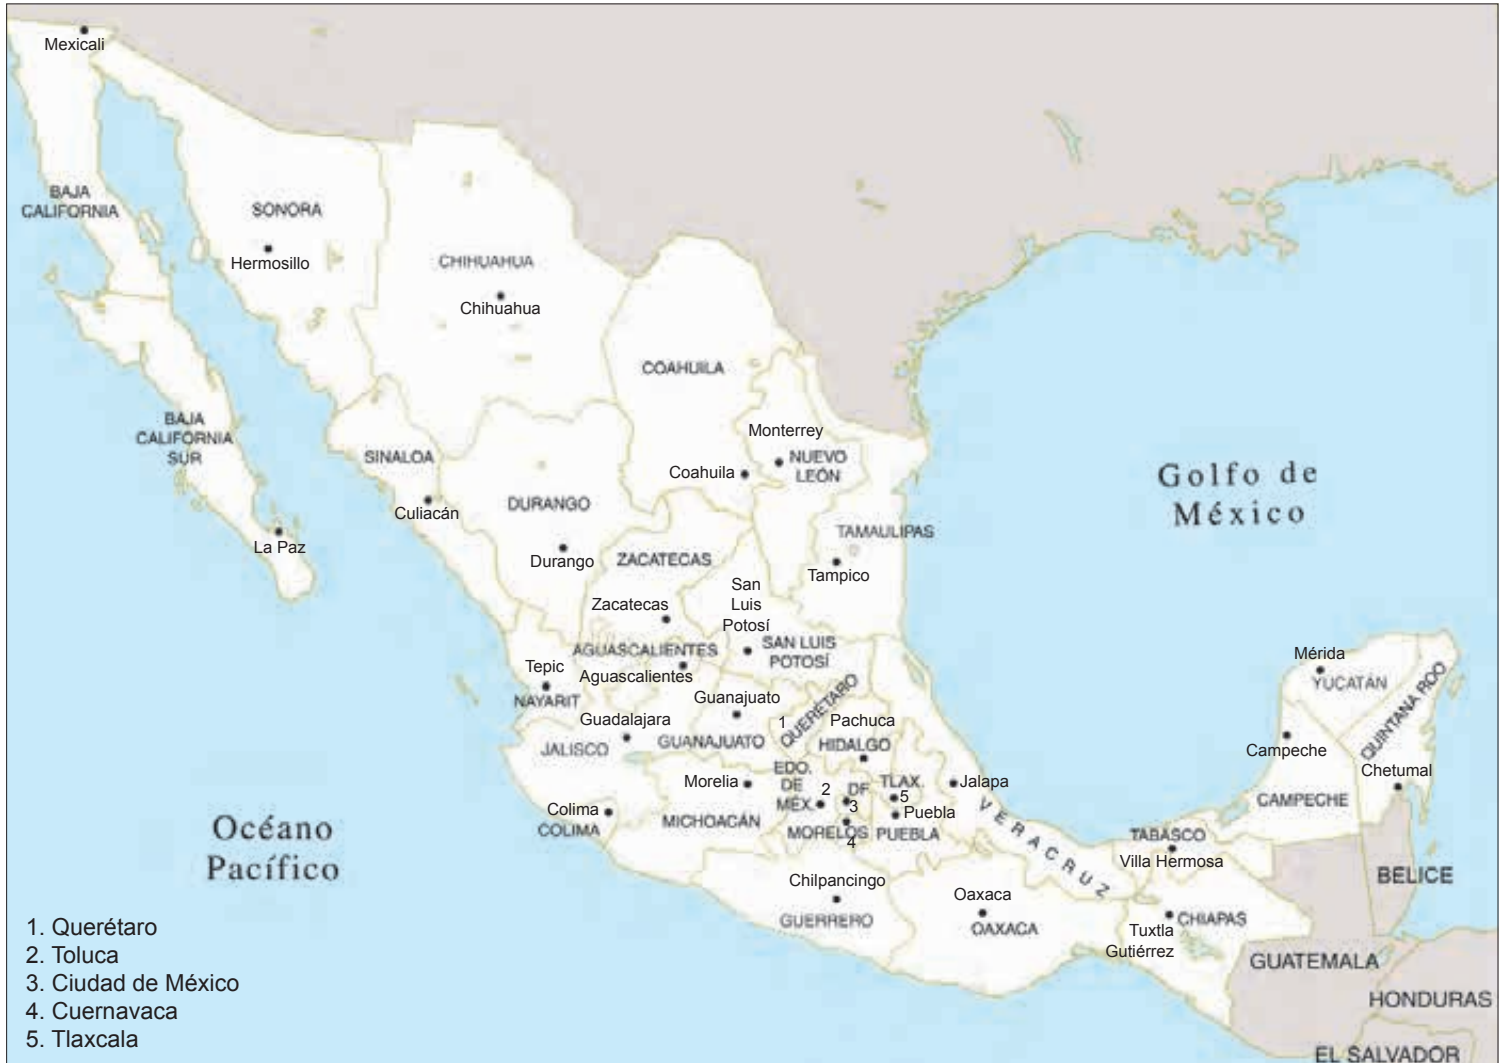 Mexicali
BAJA
CALIFORNIA
SONORA
Hermosillo
CHIHUAHUA
Chihuahua
COAHUILA
BAJA
CALIFORNIA
SUR
SINALOA
Monterrey
NUEVO
LEÓN
Coahuila
Culiacán
DURANGO
Golfo de
México
La Paz
Durango
ZACATECAS
TAMAULIPAS
Tampico
San
Luis
Potosí
Zacatecas
AGUASCALIENTES
SAN LUIS
POTOSÍ
Tepic
NAYARIT
Aguascalientes
Guanajuato
QUERÉTARO
1
Pachuca
HIDALGO
Mérida
YUCATÁN
QUINTANA ROO
Guadalajara
JALISCO
GUANAJUATO
Campeche
Chetumal
CAMPECHE
Morelia
EDO.
DE
MÉX.
2
DF
3
TLAX.
5
Jalapa
Colima
COLIMA
MICHOACÁN
MORELOS
4
Puebla
PUEBLA
VERACRUZ
TABASCO
Villa Hermosa
Océano
Pacífico
BELICE
Chilpancingo
GUERRERO
Oaxaca
OAXACA
CHIAPAS
Tuxtla
Gutiérrez
GUATEMALA
HONDURAS
EL SALVADOR
1. Querétaro
2. Toluca
3. Ciudad de México
4. Cuernavaca
5. Tlaxcala